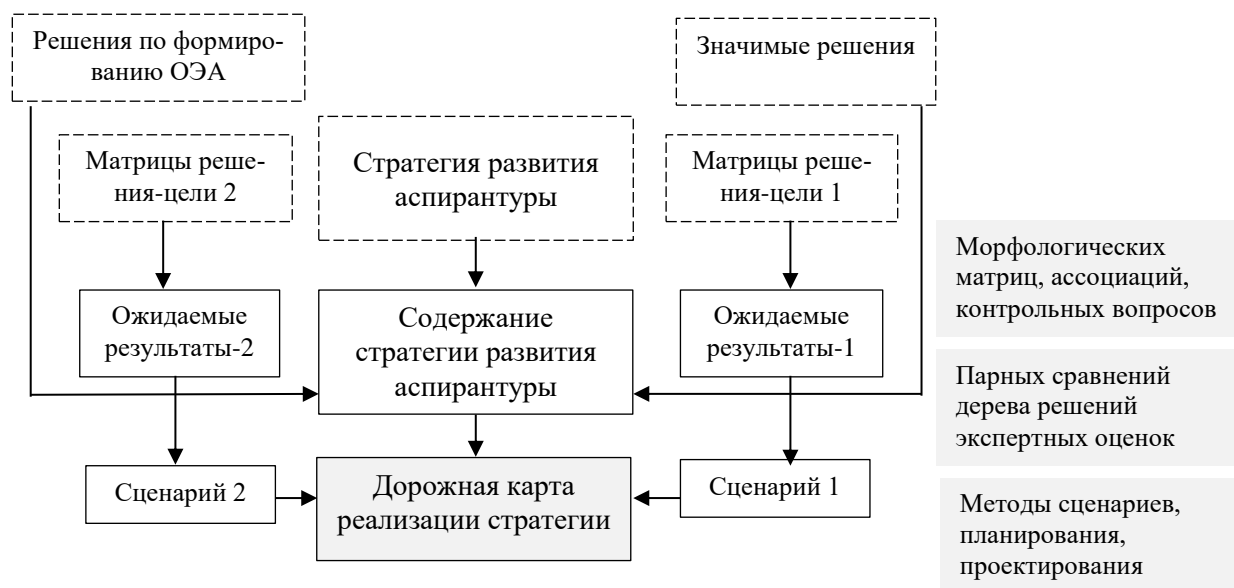 Решения по формиро-
ванию ОЭА
Значимые решения
Матрицы реше-
ния-цели 2
Стратегия развития
аспирантуры
Матрицы реше-
ния-цели 1
Ожидаемые
результаты-2
Содержание
стратегии развития
аспирантуры
Ожидаемые
результаты-1
Сценарий 2
Дорожная карта
реализации стратегии
Сценарий 1
Морфологических
матриц, ассоциаций,
контрольных вопросов
Парных сравнений
дерева решений
экспертных оценок
Методы сценариев,
планирования,
проектирования